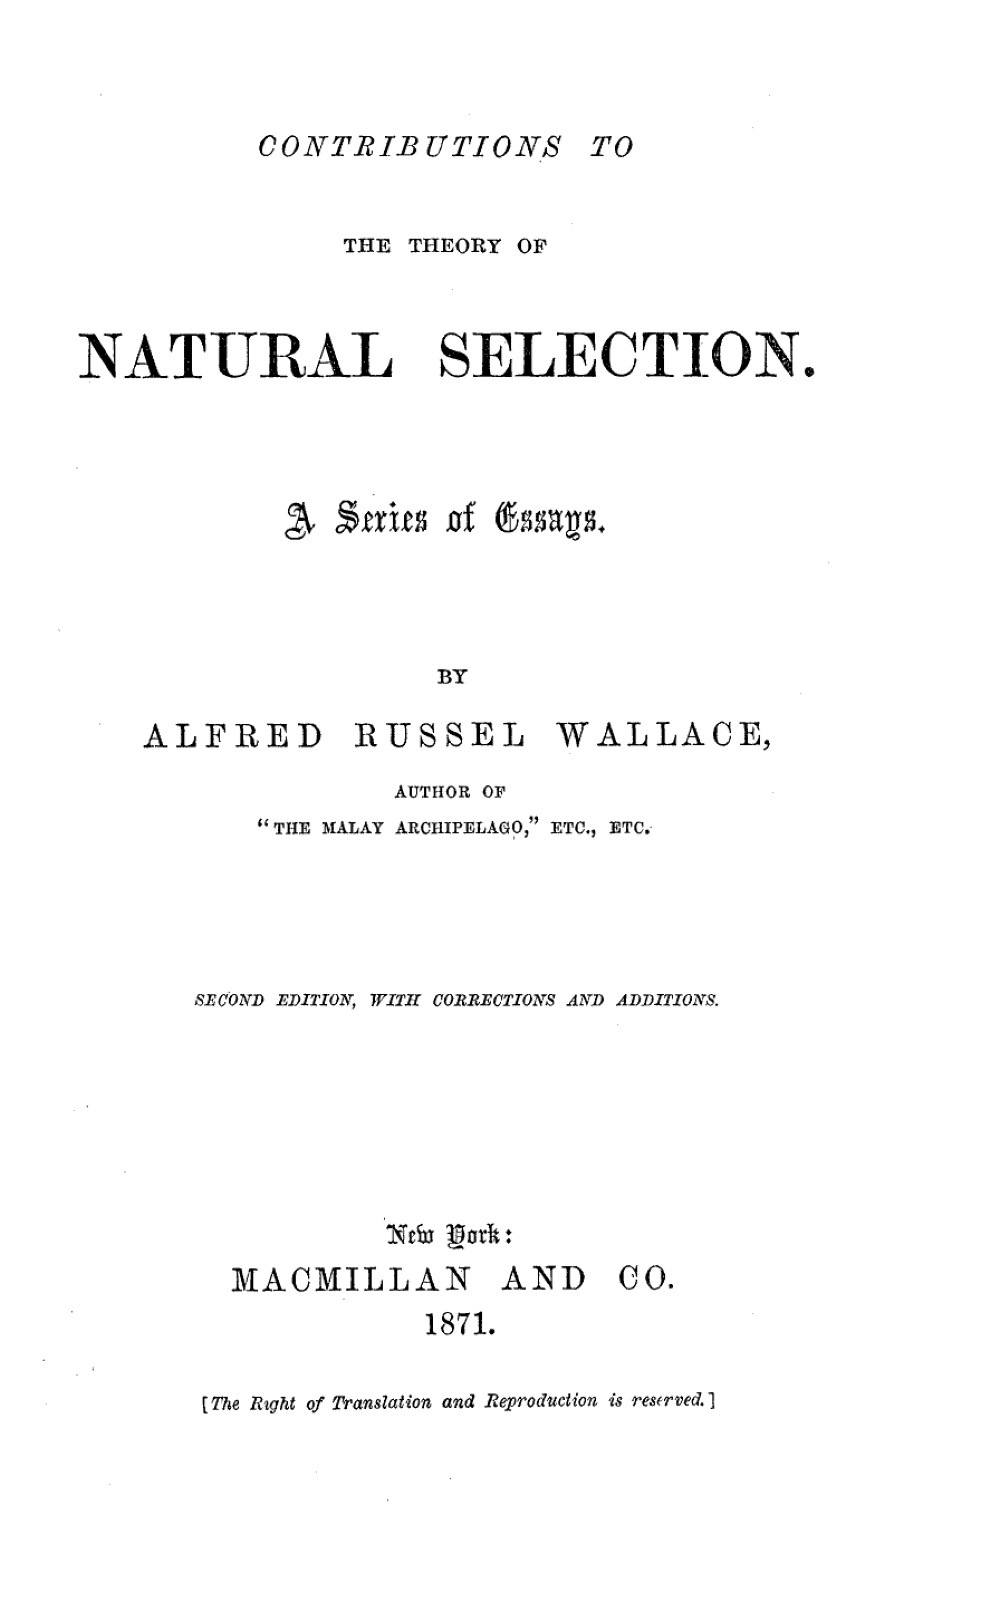 CONTRIBUTIONS TO
THE THEORY OF
NATURAL SELECTION.
A Series of Essays.
BY
ALFRED RUSSEL WALLACE,
AUTHOR OF
“THE MALAY ARCHIPELAGO,” ETC., ETC.
SECOND EDITION, WITH CORRECTIONS AND ADDITIONS.
New York:
MACMILLAN AND CO.
1871.
[The Right of Translation and Reproduction is reserved.]